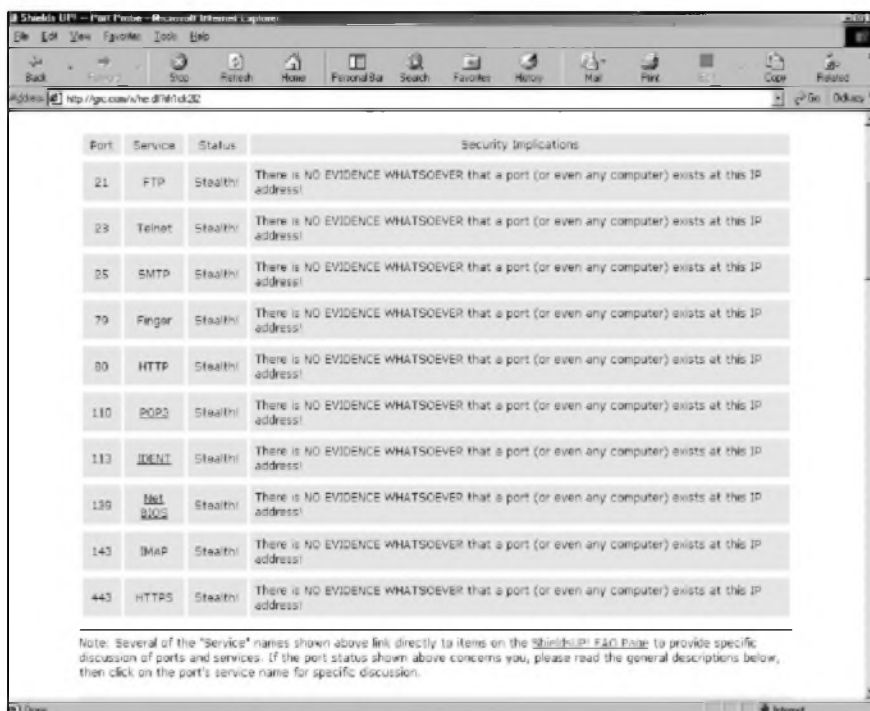 Shields UP! -- Port Probe - Microsoft Internet Explorer
File Edit View Favorites Tools Help
Back Stop Refresh Home Personal Bar Search Favorites History Mail Print Edit Copy Related
Address Go
Port Service Status Security Implications
21 FTP Stealth! There is NO EVIDENCE WHATSOEVER that a port (or even any computer) exists at this IP
address!
23 Telnet Stealth! There is NO EVIDENCE WHATSOEVER that a port (or even any computer) exists at this IP
address!
25 SMTP Stealth! There is NO EVIDENCE WHATSOEVER that a port (or even any computer) exists at this IP
address!
79 Finger Stealth! There is NO EVIDENCE WHATSOEVER that a port (or even any computer) exists at this IP
address!
80 HTTP Stealth! There is NO EVIDENCE WHATSOEVER that a port (or even any computer) exists at this IP
address!
110 POP3 Stealth! There is NO EVIDENCE WHATSOEVER that a port (or even any computer) exists at this IP
address!
113 IDENT Stealth! There is NO EVIDENCE WHATSOEVER that a port (or even any computer) exists at this IP
address!
139 Net
BIOS Stealth! There is NO EVIDENCE WHATSOEVER that a port (or even any computer) exists at this IP
address!
143 IMAP Stealth! There is NO EVIDENCE WHATSOEVER that a port (or even any computer) exists at this IP
address!
443 HTTPS Stealth! There is NO EVIDENCE WHATSOEVER that a port (or even any computer) exists at this IP
address!
Note: Several of the "Service" names shown above link directly to items on the ShieldsUP! FAQ Page to provide specific
discussion of ports and services. If the port status shown above concerns you, please read the general descriptions below,
then click on the port's service name for specific discussion.
Done Internet